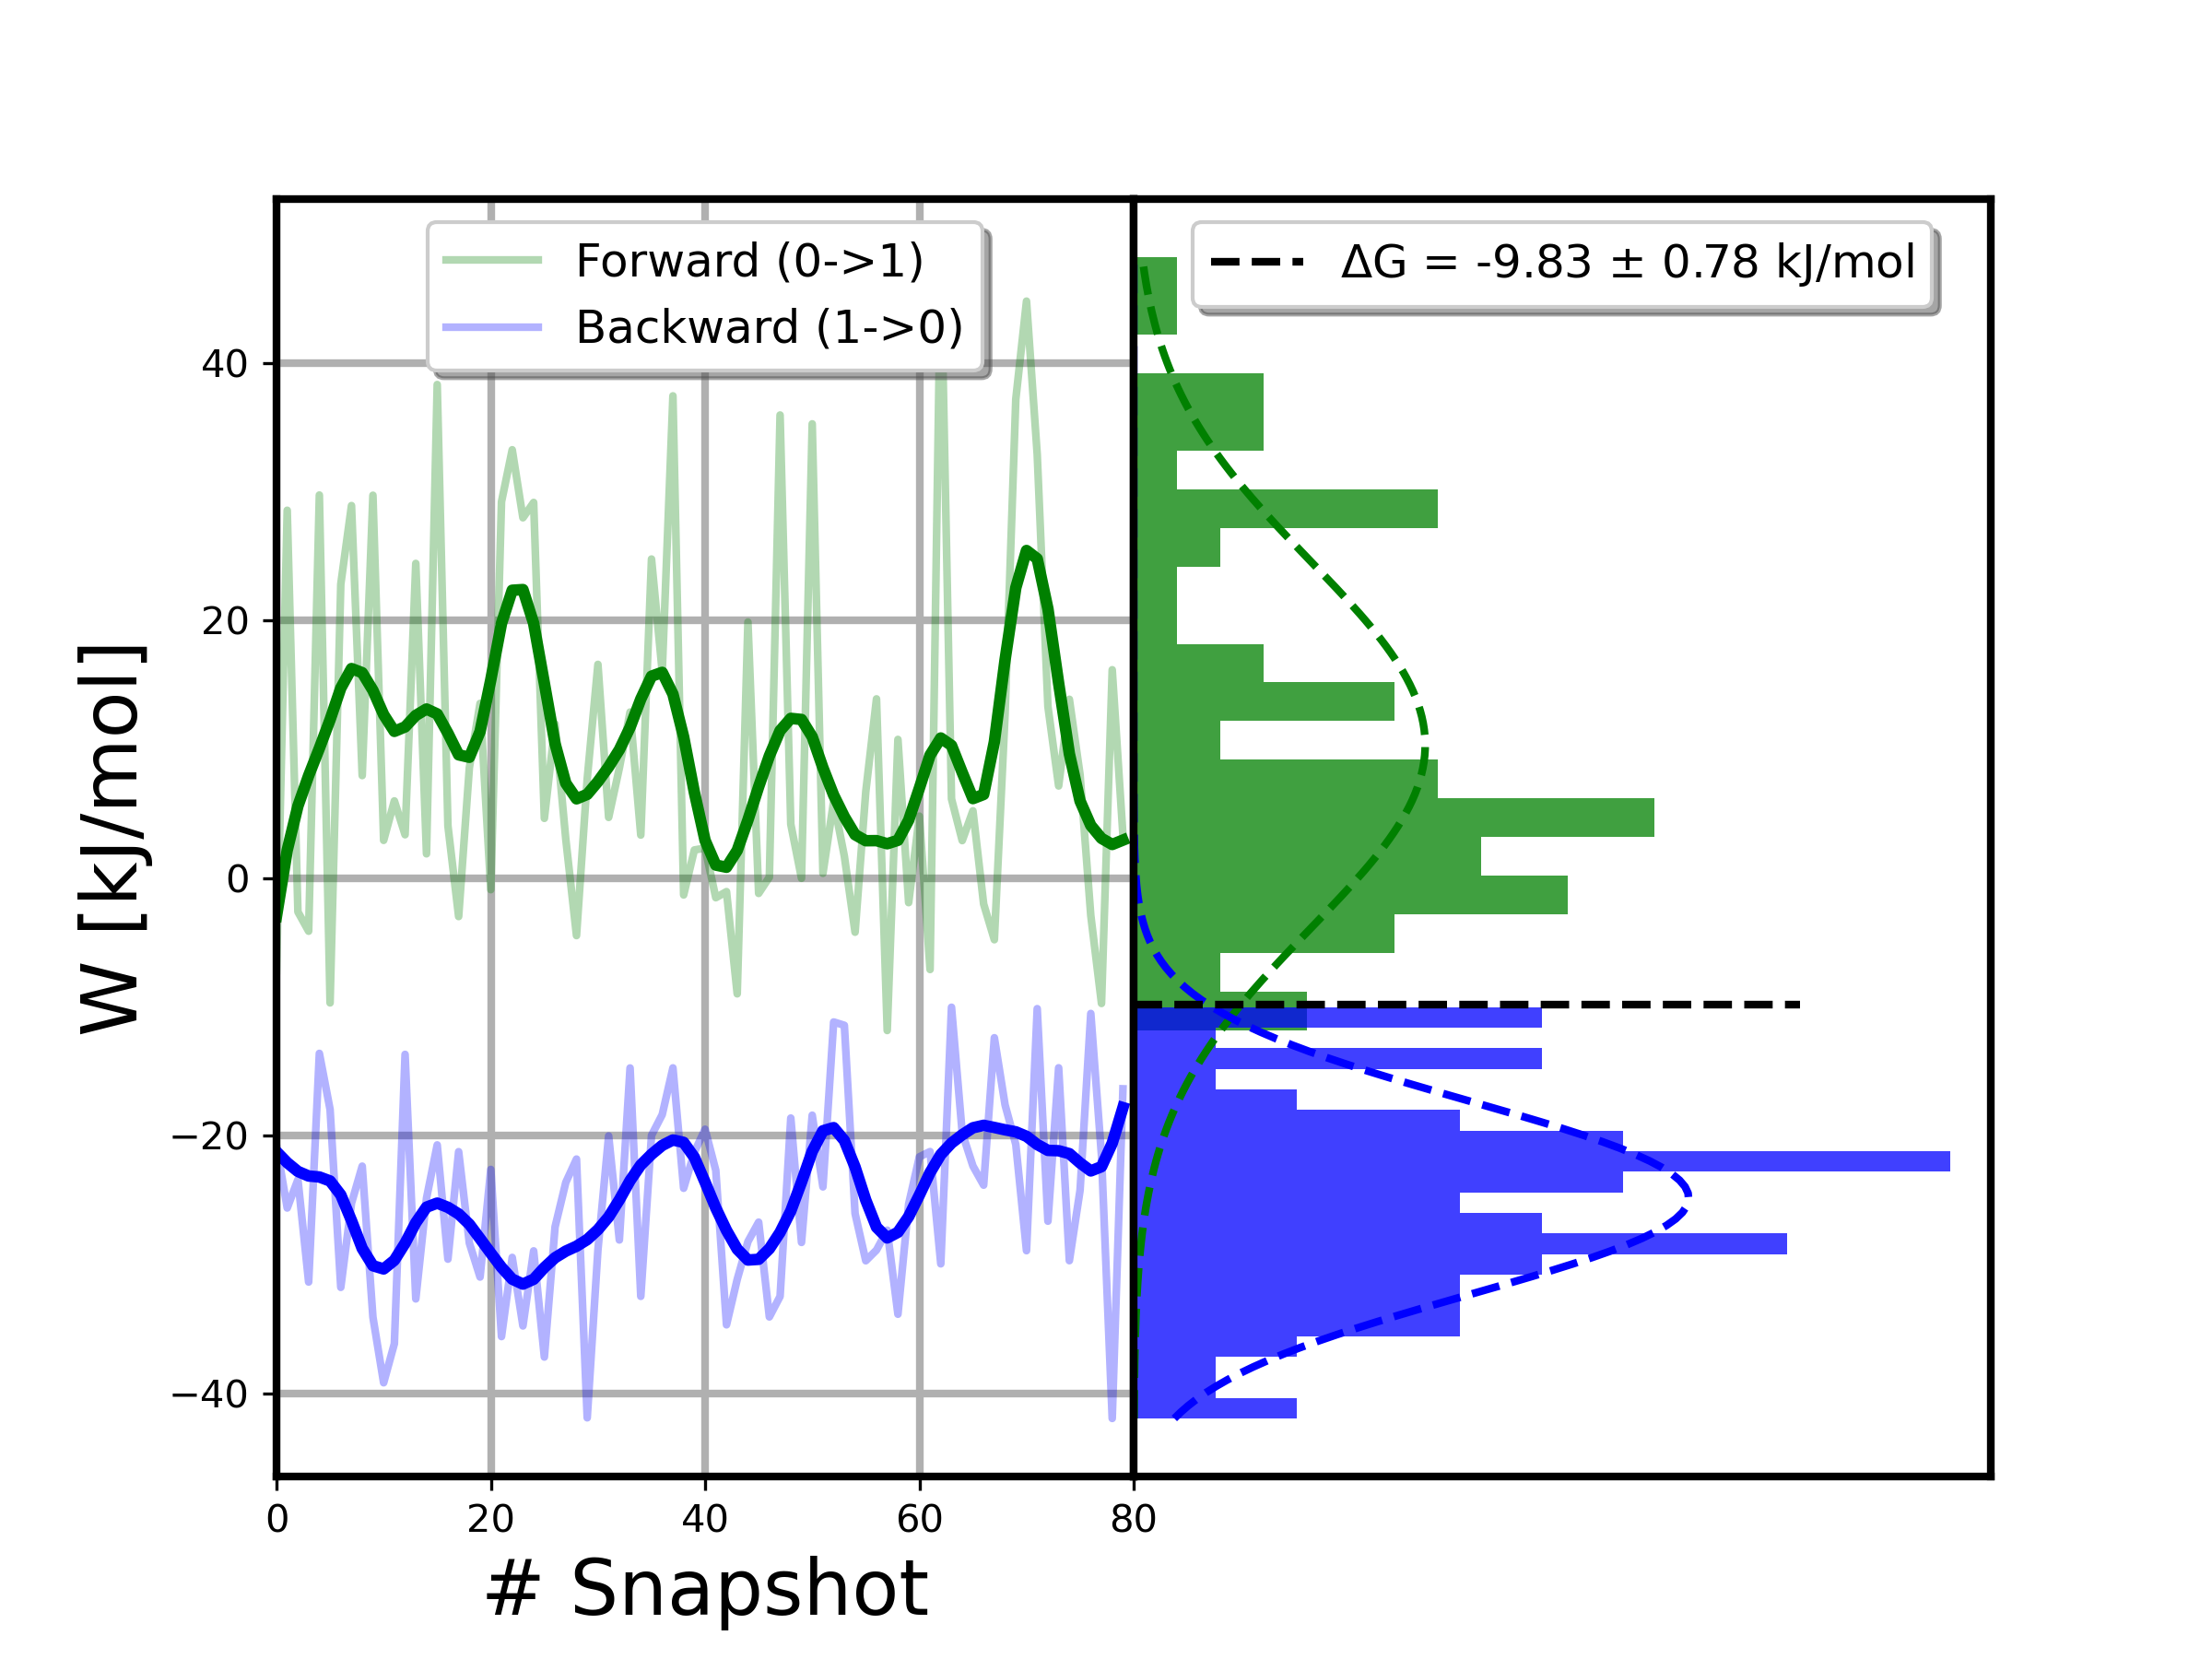 Forward (0->1)
Backward (1->0)
ΔG = -9.83 ± 0.78 kJ/mol
W [kJ/mol]
40
20
0
−20
−40
0 20 40 60 80
# Snapshot